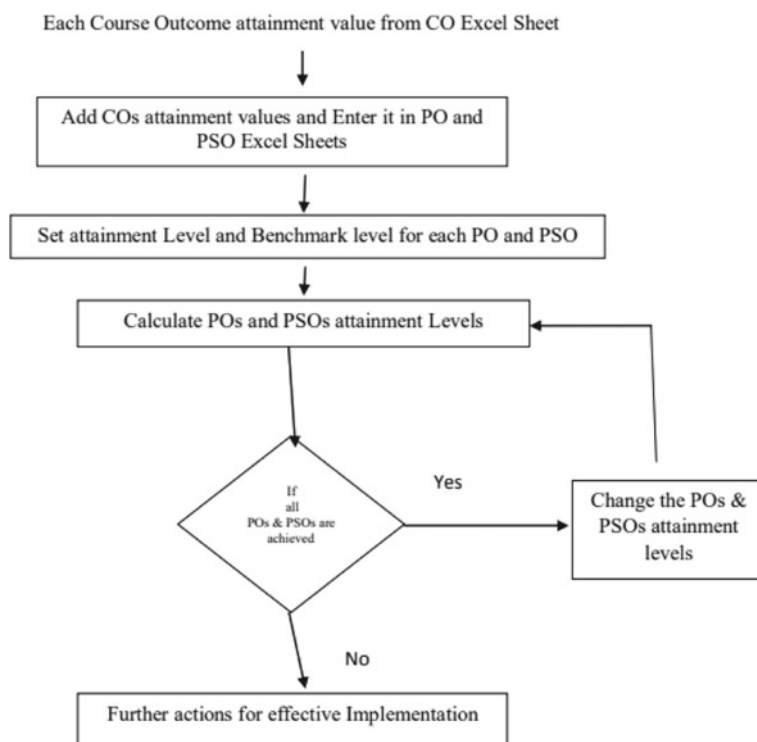 Each Course Outcome attainment value from CO Excel Sheet
Add COs attainment values and Enter it in PO and
PSO Excel Sheets
Set attainment Level and Benchmark level for each PO and PSO
Calculate POs and PSOs attainment Levels
If
all
POs & PSOs are
achieved
Yes
Change the POs &
PSOs attainment
levels
No
Further actions for effective Implementation